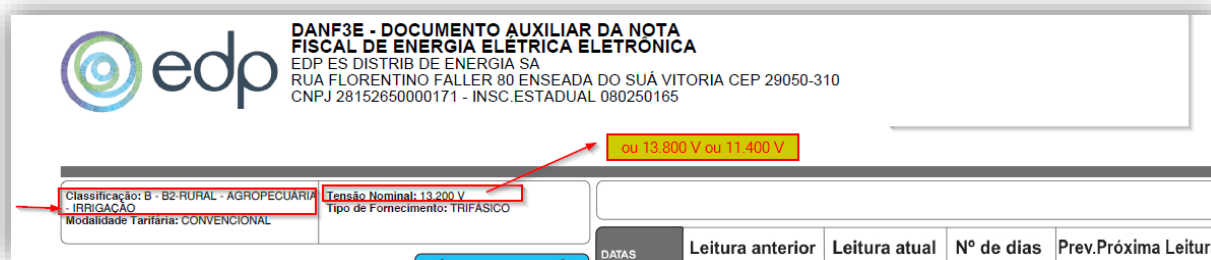 edp
DANF3E - DOCUMENTO AUXILIAR DA NOTA
FISCAL DE ENERGIA ELÉTRICA ELETRÔNICA
EDP ES DISTRIB DE ENERGIA SA
RUA FLORENTINO FALLER 80 ENSEADA DO SUÁ VITORIA CEP 29050-310
CNPJ 28152650000171 - INSC.ESTADUAL 080250165
ou 13.800 V ou 11.400 V
Classificação: B - B2-RURAL - AGROPECUÁRIA
- IRRIGAÇÃO
Modalidade Tarifária: CONVENCIONAL
Tensão Nominal: 13.200 V
Tipo de Fornecimento: TRIFÁSICO
DATAS
Leitura anterior
Leitura atual
Nº de dias
Prev.Próxima Leitur